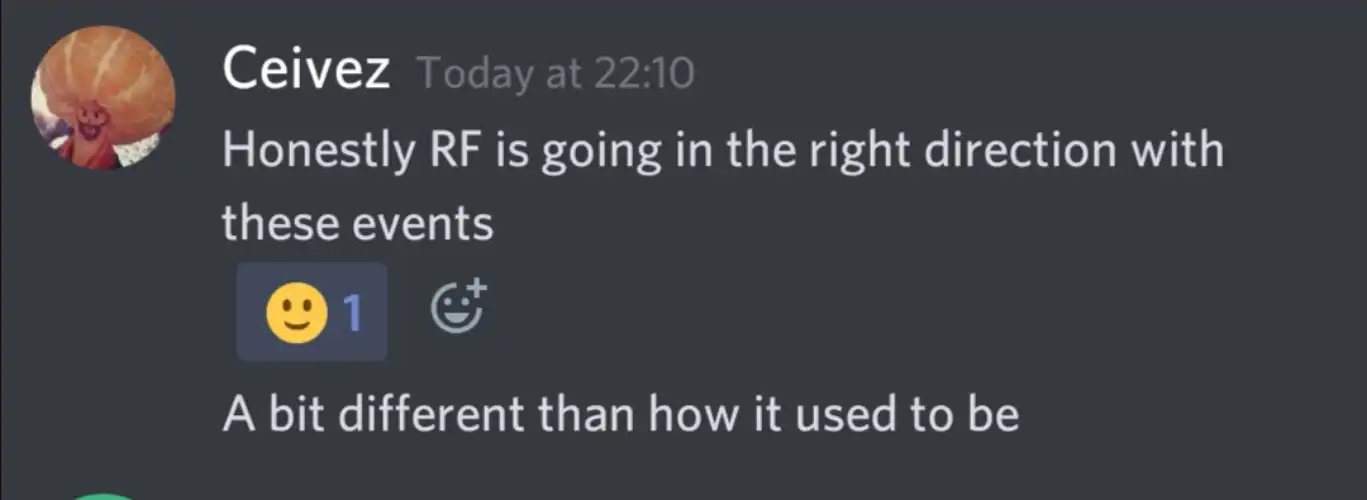 Ceivez Today at 22:10
Honestly RF is going in the right direction with
these events
🙂 1
A bit different than how it used to be